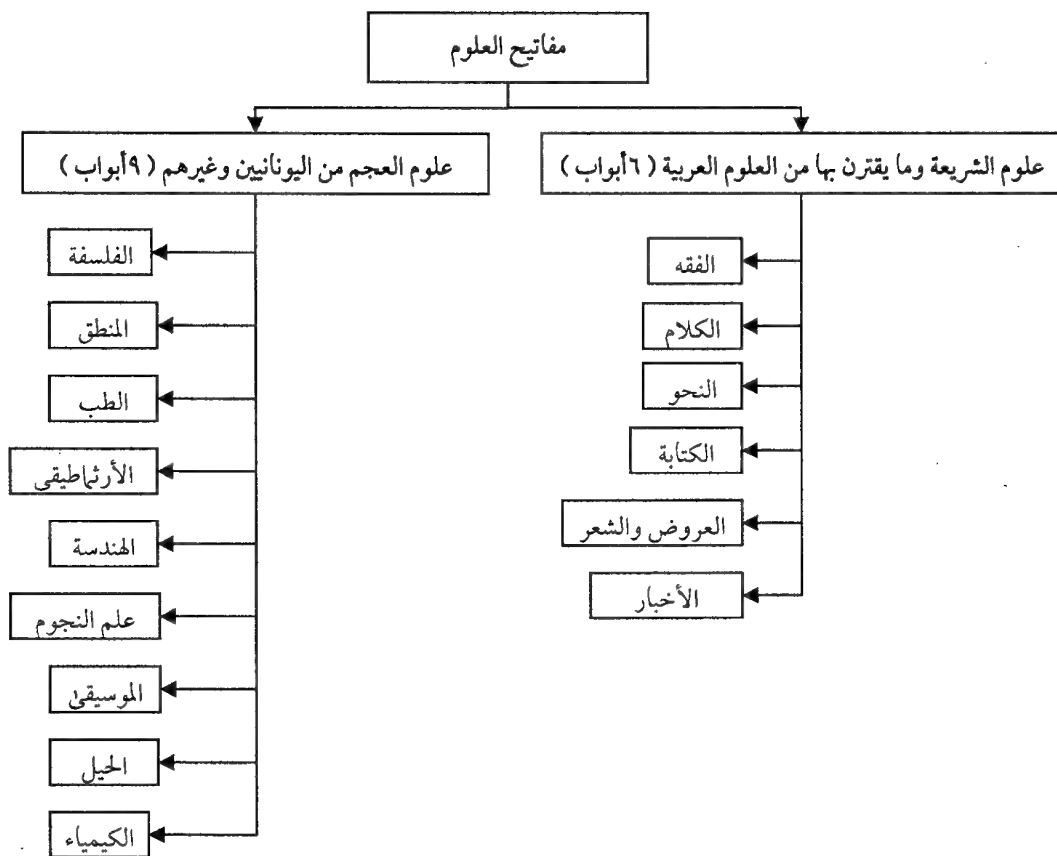 مفاتيح العلوم
علوم الشريعة وما يقترن بها من العلوم العربية (٦أبواب)
الفقه
الكلام
النحو
الكتابة
العروض والشعر
الأخبار
علوم العجم من اليونانيين وغيرهم (٩أبواب)
الفلسفة
المنطق
الطب
الأرثماطيقى
الهندسة
علم النجوم
الموسيقى
الحيل
الكيمياء